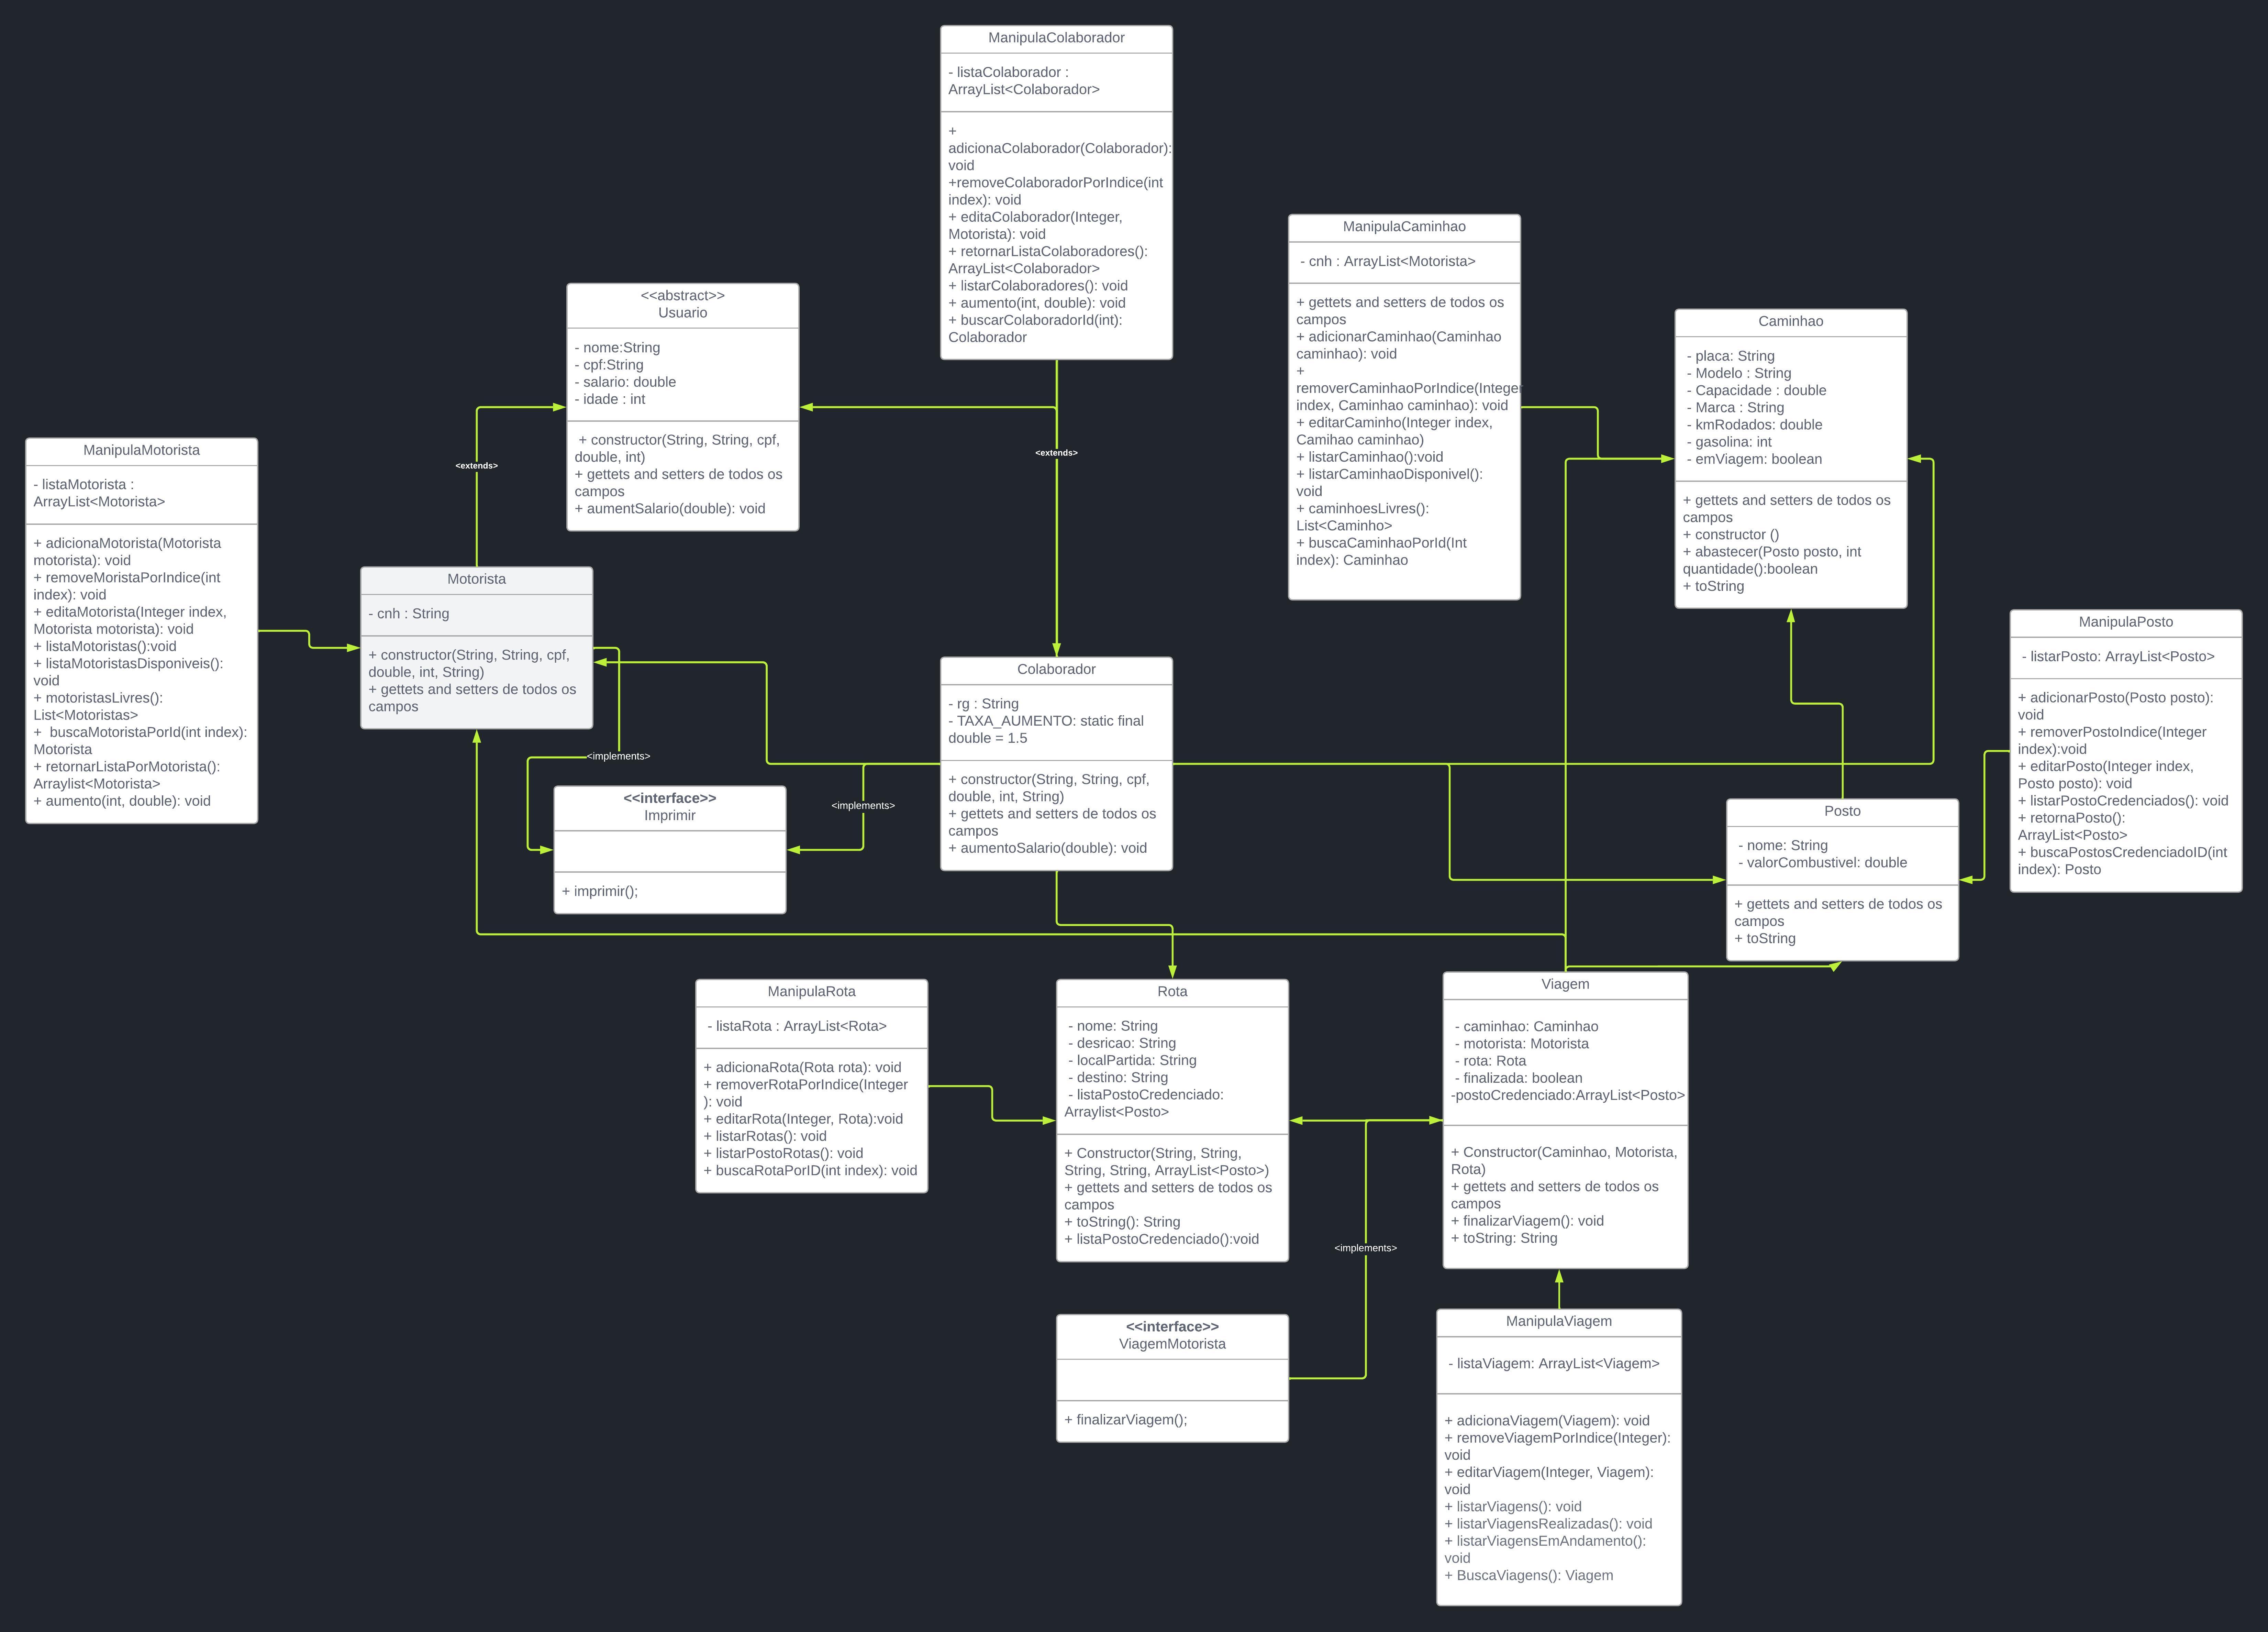 ManipulaColaborador
- listaColaborador :
ArrayList<Colaborador>
+
adicionaColaborador(Colaborador):
void
+removeColaboradorPorIndice(int
index): void
+ editaColaborador(Integer,
Motorista): void
+ retornarListaColaboradores():
ArrayList<Colaborador>
+ listarColaboradores(): void
+ aumento(int, double): void
+ buscarColaboradorId(int):
Colaborador
ManipulaCaminhao
- cnh : ArrayList<Motorista>
+ gettets and setters de todos os
campos
+ adicionarCaminhao(Caminhao
caminhao): void
+
removerCaminhaoPorIndice(Integer
index, Caminhao caminhao): void
+ editarCaminho(Integer index,
Camihao caminhao)
+ listarCaminhao():void
+ listarCaminhaoDisponivel():
void
+ caminhoesLivres():
List<Caminho>
+ buscaCaminhaoPorId(Int
index): Caminhao
<<abstract>>
Usuario
- nome:String
- cpf:String
- salario: double
- idade : int
+ constructor(String, String, cpf,
double, int)
+ gettets and setters de todos os
campos
+ aumentSalario(double): void
Caminhao
- placa: String
- Modelo : String
- Capacidade : double
- Marca : String
- kmRodados: double
- gasolina: int
- emViagem: boolean
+ gettets and setters de todos os
campos
+ constructor ()
+ abastecer(Posto posto, int
quantidade():boolean
+ toString
ManipulaMotorista
- listaMotorista :
ArrayList<Motorista>
+ adicionaMotorista(Motorista
motorista): void
+ removeMoristaPorIndice(int
index): void
+ editaMotorista(Integer index,
Motorista motorista): void
+ listaMotoristas():void
+ listaMotoristasDisponiveis():
void
+ motoristasLivres():
List<Motoristas>
+  buscaMotoristaPorId(int index):
Motorista
+ retornarListaPorMotorista():
Arraylist<Motorista>
+ aumento(int, double): void
<extends>
<extends>
Motorista
- cnh : String
+ constructor(String, String, cpf,
double, int, String)
+ gettets and setters de todos os
campos
ManipulaPosto
- listarPosto: ArrayList<Posto>
+ adicionarPosto(Posto posto):
void
+ removerPostoIndice(Integer
index):void
+ editarPosto(Integer index,
Posto posto): void
+ listarPostoCredenciados(): void
+ retornaPosto():
ArrayList<Posto>
+ buscaPostosCredenciadoID(int
index): Posto
Colaborador
- rg : String
- TAXA_AUMENTO: static final
double = 1.5
+ constructor(String, String, cpf,
double, int, String)
+ gettets and setters de todos os
campos
+ aumentoSalario(double): void
<implements>
<implements>
<<interface>>
Imprimir
+ imprimir();
Posto
- nome: String
- valorCombustivel: double
+ gettets and setters de todos os
campos
+ toString
ManipulaRota
- listaRota : ArrayList<Rota>
+ adicionaRota(Rota rota): void
+ removerRotaPorIndice(Integer
): void
+ editarRota(Integer, Rota):void
+ listarRotas(): void
+ listarPostoRotas(): void
+ buscaRotaPorID(int index): void
Rota
- nome: String
- desricao: String
- localPartida: String
- destino: String
- listaPostoCredenciado:
Arraylist<Posto>
+ Constructor(String, String,
String, String, ArrayList<Posto>)
+ gettets and setters de todos os
campos
+ toString(): String
+ listaPostoCredenciado():void
Viagem
- caminhao: Caminhao
- motorista: Motorista
- rota: Rota
- finalizada: boolean
-postoCredenciado:ArrayList<Posto>
+ Constructor(Caminhao, Motorista,
Rota)
+ gettets and setters de todos os
campos
+ finalizarViagem(): void
+ toString: String
<implements>
<<interface>>
ViagemMotorista
+ finalizarViagem();
ManipulaViagem
- listaViagem: ArrayList<Viagem>
+ adicionaViagem(Viagem): void
+ removeViagemPorIndice(Integer):
void
+ editarViagem(Integer, Viagem):
void
+ listarViagens(): void
+ listarViagensRealizadas(): void
+ listarViagensEmAndamento():
void
+ BuscaViagens(): Viagem